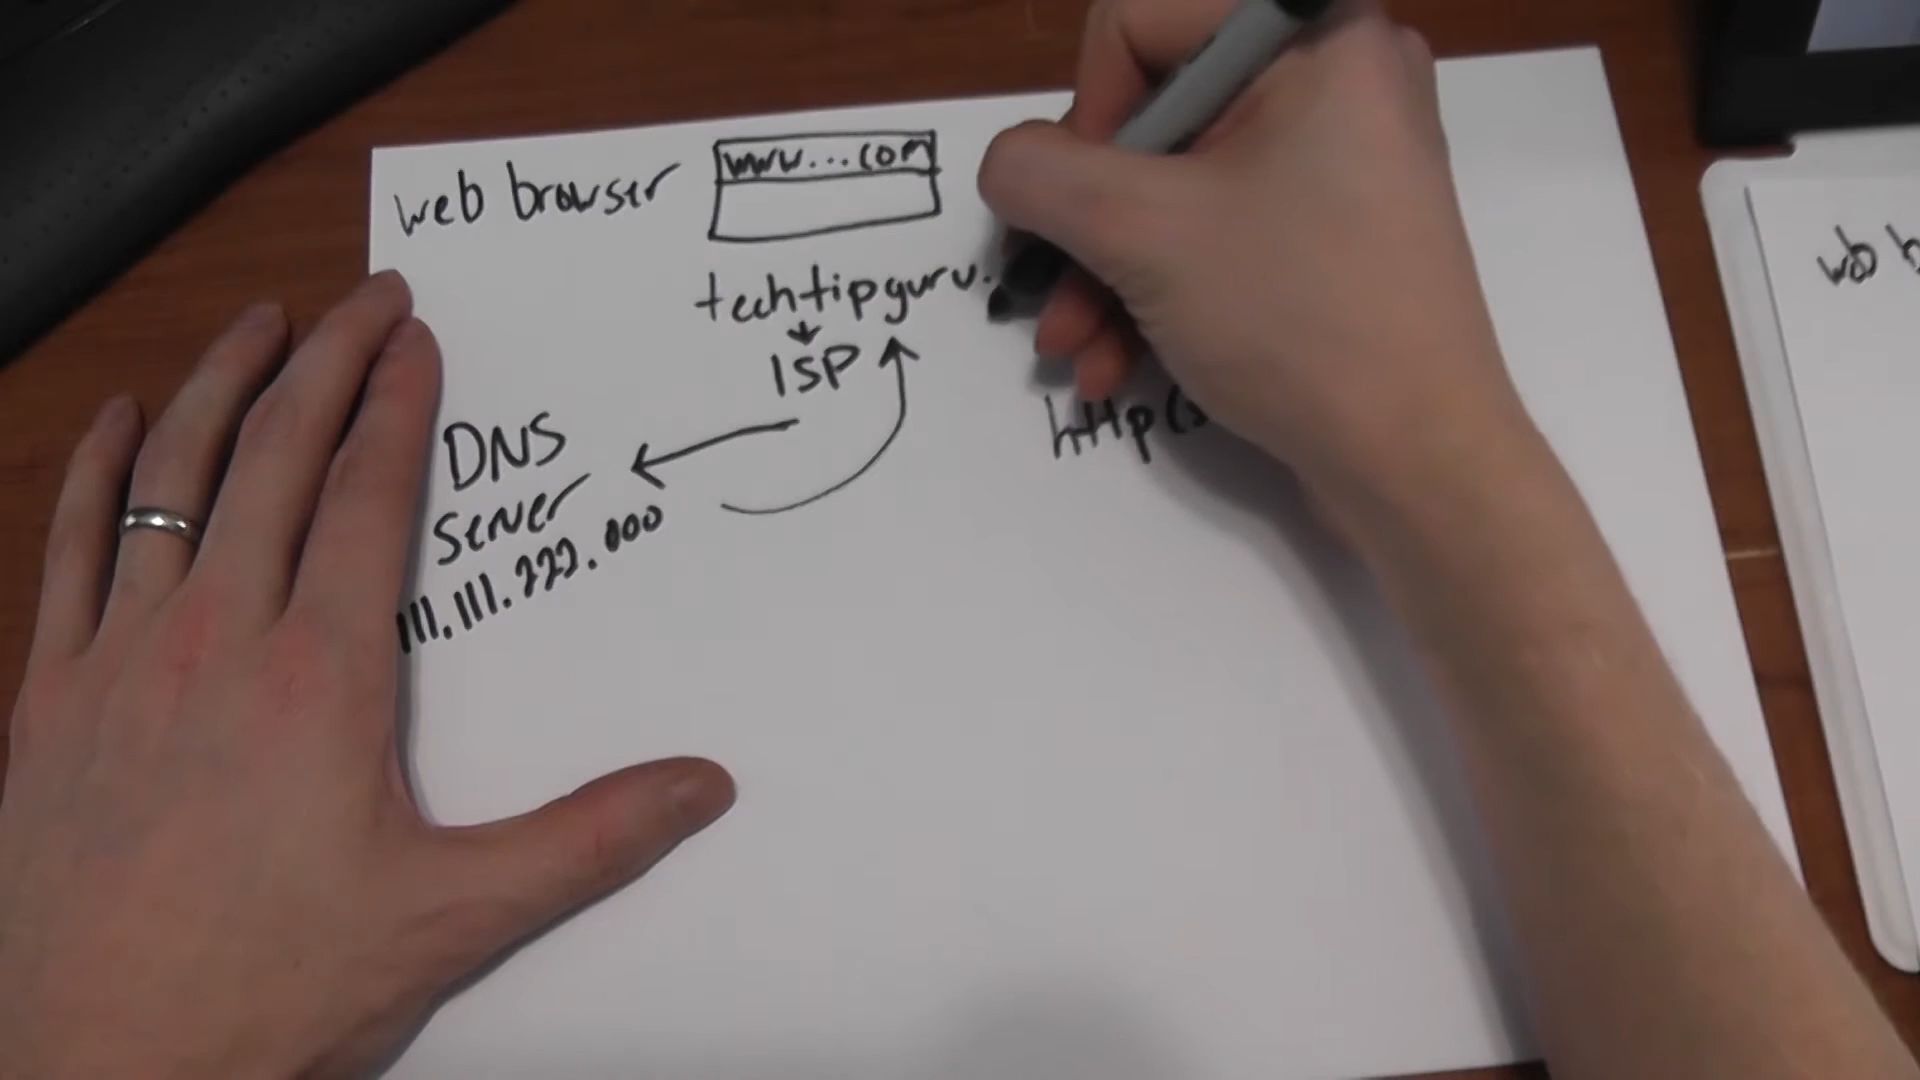 web browser
www...com
techtipguru.
ISP
DNS
server
111.111.222.000
http(s